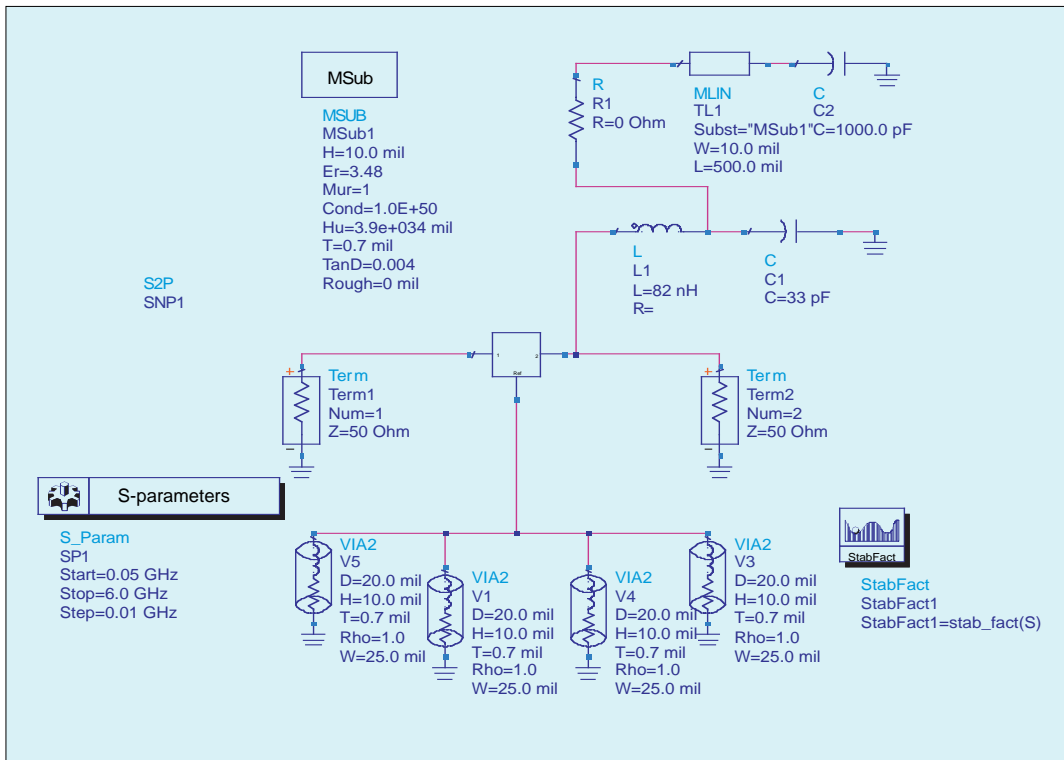 MSub
MSUB
MSub1
H=10.0 mil
Er=3.48
Mur=1
Cond=1.0E+50
Hu=3.9e+034 mil
T=0.7 mil
TanD=0.004
Rough=0 mil
R
R1
R=0 Ohm
MLIN
TL1
Subst="MSub1"
W=10.0 mil
L=500.0 mil
C
C2
C=1000.0 pF
L
L1
L=82 nH
R=
C
C1
C=33 pF
S2P
SNP1
1
2
Ref
+
Term
Term1
Num=1
Z=50 Ohm
−
+
Term
Term2
Num=2
Z=50 Ohm
−
S-parameters
S_Param
SP1
Start=0.05 GHz
Stop=6.0 GHz
Step=0.01 GHz
VIA2
V5
D=20.0 mil
H=10.0 mil
T=0.7 mil
Rho=1.0
W=25.0 mil
VIA2
V1
D=20.0 mil
H=10.0 mil
T=0.7 mil
Rho=1.0
W=25.0 mil
VIA2
V4
D=20.0 mil
H=10.0 mil
T=0.7 mil
Rho=1.0
W=25.0 mil
VIA2
V3
D=20.0 mil
H=10.0 mil
T=0.7 mil
Rho=1.0
W=25.0 mil
StabFact
StabFact
StabFact1
StabFact1=stab_fact(S)